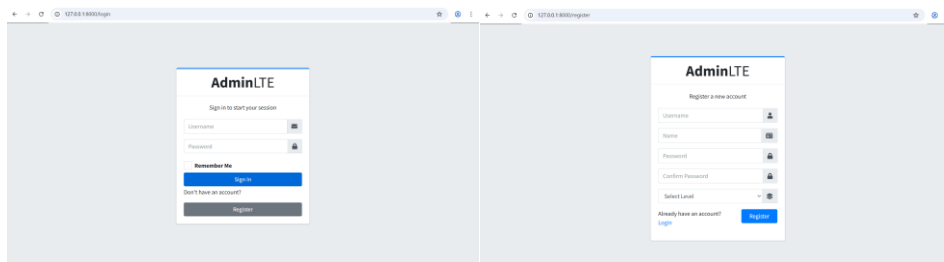 127.0.0.1:8000/login
AdminLTE
Sign in to start your session
Username
Password
Remember Me
Sign In
Don't have an account?
Register
127.0.0.1:8000/register
AdminLTE
Register a new account
Username
Name
Password
Confirm Password
Select Level
Already have an account?
Login
Register